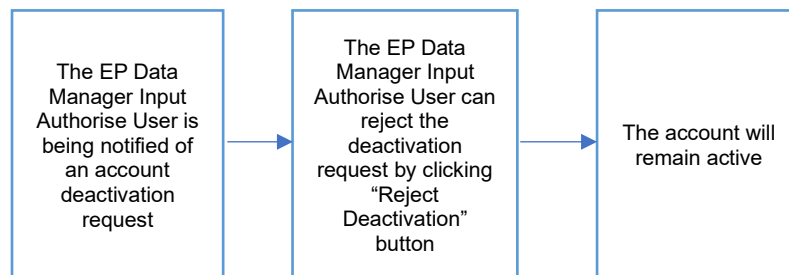 The EP Data
Manager Input
Authorise User is
being notified of
an account
deactivation
request
The EP Data
Manager Input
Authorise User can
reject the
deactivation
request by clicking
“Reject
Deactivation”
button
The account will
remain active